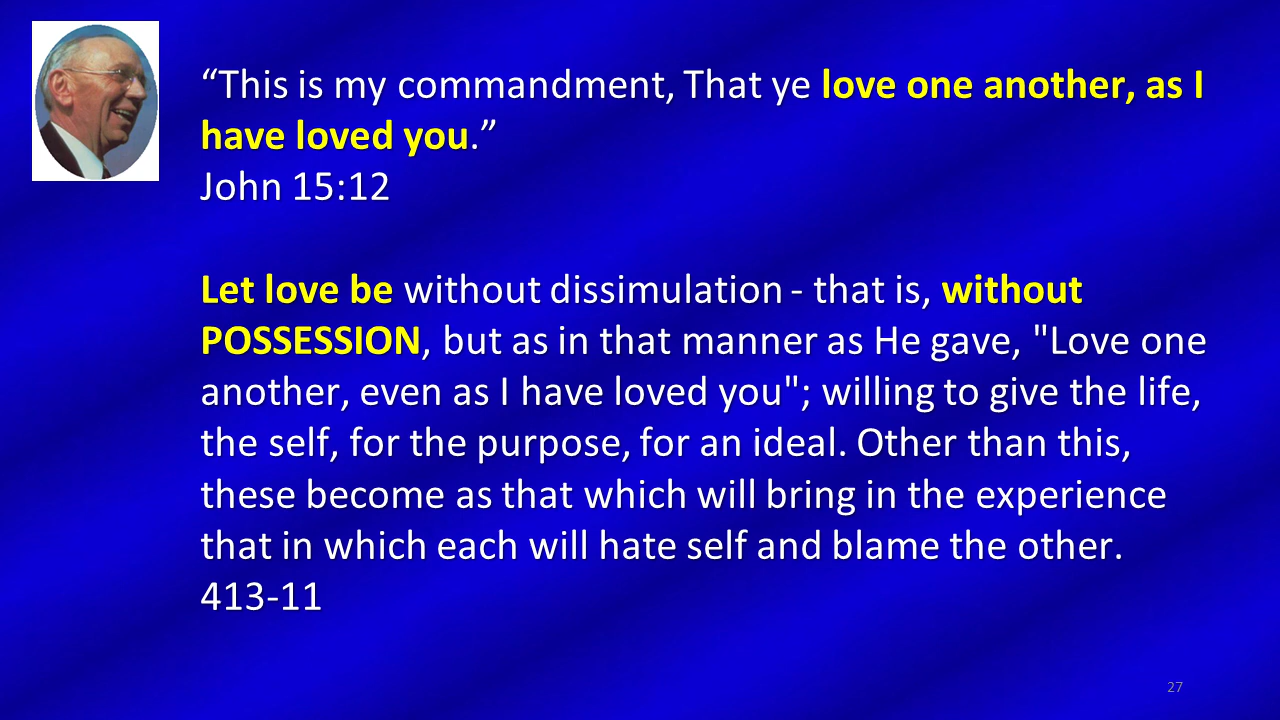 “This is my commandment, That ye love one another, as I
have loved you.”
John 15:12
Let love be without dissimulation - that is, without
POSSESSION, but as in that manner as He gave, "Love one
another, even as I have loved you"; willing to give the life,
the self, for the purpose, for an ideal. Other than this,
these become as that which will bring in the experience
that in which each will hate self and blame the other.
413-11
27